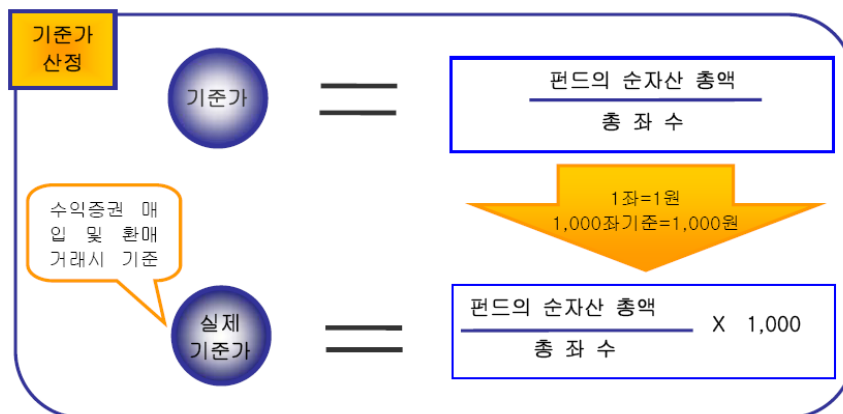 기준가
산정
기준가
펀드의 순자산 총액
총 좌 수
1좌=1원
1,000좌기준=1,000원
수익증권 매
입 및 환매
거래시 기준
실제
기준가
펀드의 순자산 총액
X 1,000
총 좌 수